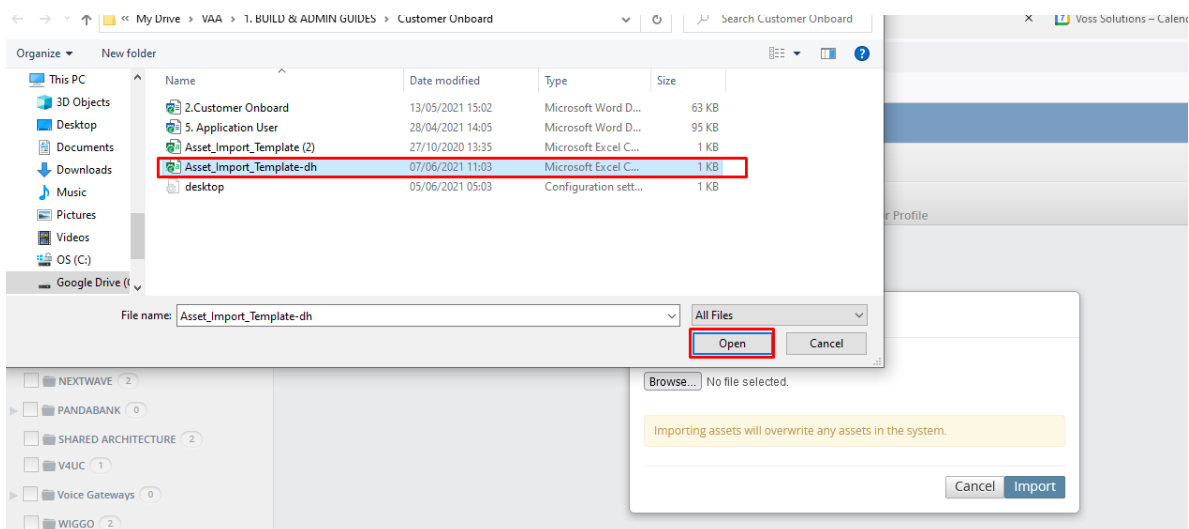 « My Drive › VAA › 1. BUILD & ADMIN GUIDES › Customer Onboard
Search Customer Onboard
Voss Solutions – Calend
Organize
New folder
Name
Date modified
Type
Size
This PC
3D Objects
Desktop
Documents
Downloads
Music
Pictures
Videos
OS (C:)
Google Drive (
2.Customer Onboard 13/05/2021 15:02 Microsoft Word D... 63 KB
5. Application User 28/04/2021 14:05 Microsoft Word D... 95 KB
Asset_Import_Template (2) 27/10/2020 13:35 Microsoft Excel C... 1 KB
Asset_Import_Template-dh 07/06/2021 11:03 Microsoft Excel C... 1 KB
desktop 05/06/2021 05:03 Configuration sett... 1 KB
r Profile
File name: Asset_Import_Template-dh
All Files
Open
Cancel
NEXTWAVE 2
PANDABANK 0
SHARED ARCHITECTURE 2
V4UC 1
Voice Gateways 0
WIGGO 2
Browse... No file selected.
Importing assets will overwrite any assets in the system.
Cancel
Import